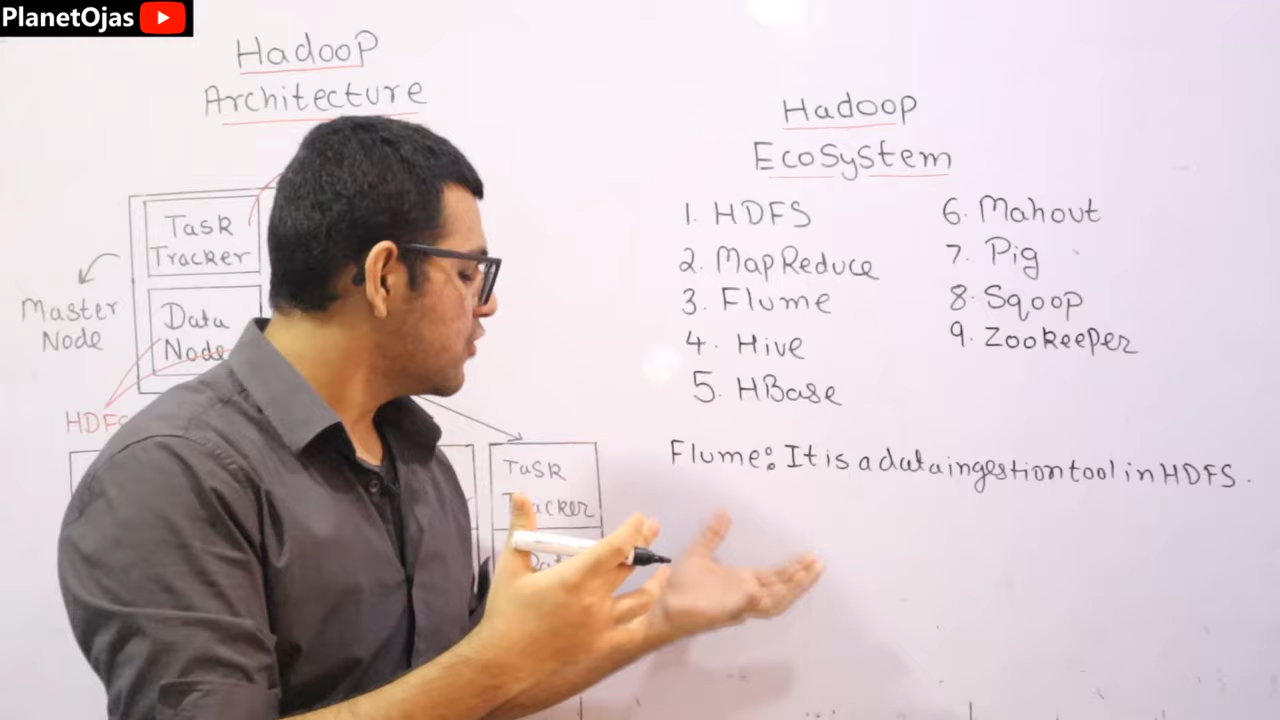 PlanetOjas
Hadoop
Architecture
Task
Tracker
Master
Node
Data
Node
HDFS
Task
Tracker
Hadoop
EcoSystem
1. HDFS
2. MapReduce
3. Flume
4. Hive
5. HBase
6. Mahout
7. Pig
8. Sqoop
9. Zookeeper
Flume: It is a data ingestion tool in HDFS.